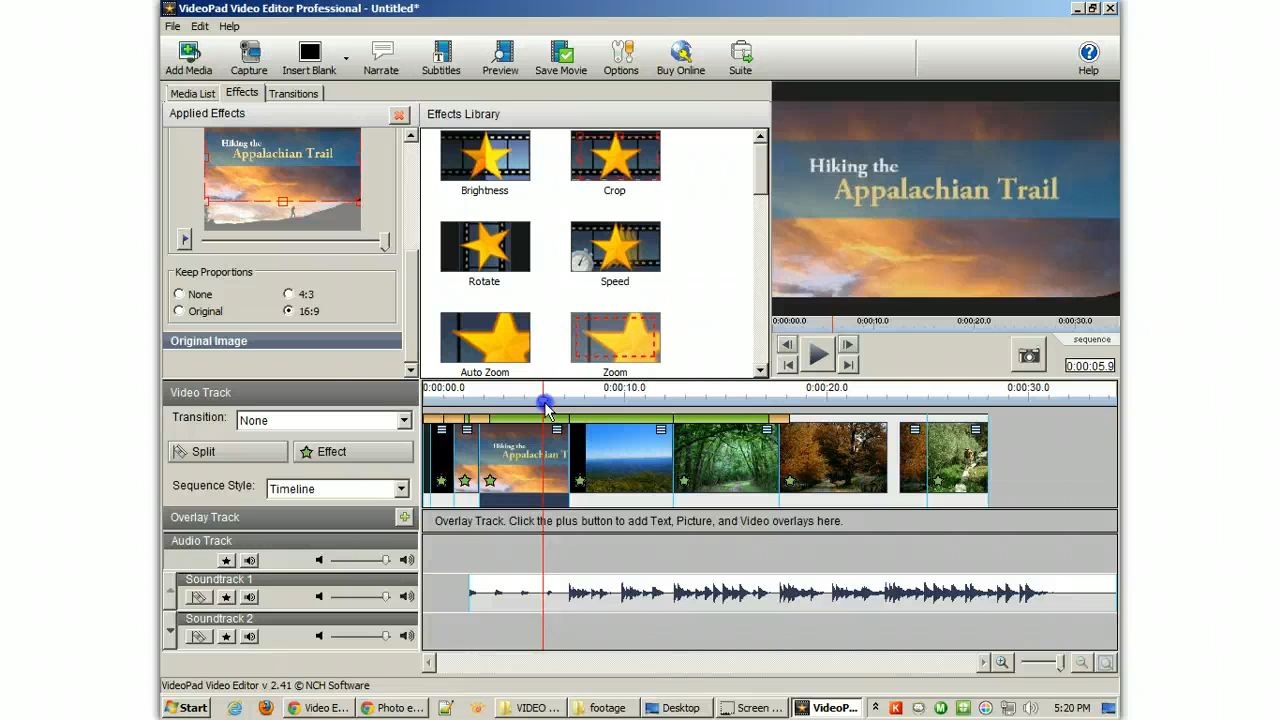 VideoPad Video Editor Professional - Untitled*
File Edit Help
Add Media Capture Insert Blank Narrate Subtitles Preview Save Movie Options Buy Online Suite Help
Media List Effects Transitions
Applied Effects
Effects Library
Hiking the
Appalachian Trail
Brightness Crop
Hiking the
Appalachian Trail
Rotate Speed
Keep Proportions
None 4:3
Original 16:9
Auto Zoom Zoom
0:00:00.0 0:00:10.0 0:00:20.0 0:00:30.0
sequence
0:00:05.9
Original Image
Video Track
0:00:00.0 0:00:10.0 0:00:20.0 0:00:30.0
Transition: None
Split Effect
Hiking the
Appalachian T
Sequence Style: Timeline
Overlay Track
Overlay Track. Click the plus button to add Text, Picture, and Video overlays here.
Audio Track
Soundtrack 1
Soundtrack 2
VideoPad Video Editor v 2.41 © NCH Software
Start Video E... Photo e... VIDEO ... footage Desktop Screen ... VideoP... 5:20 PM